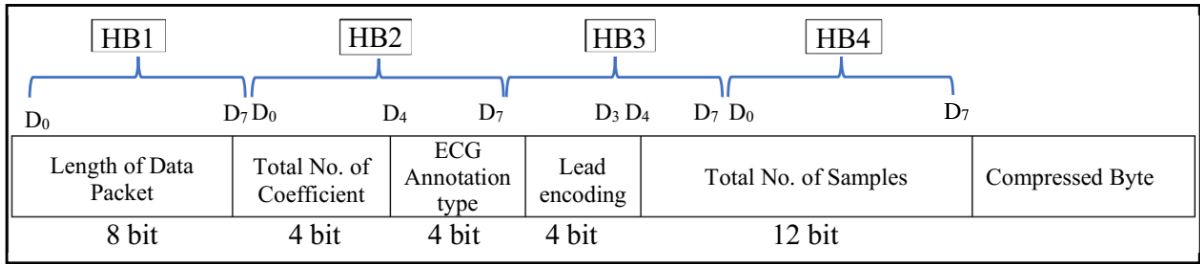 HB1 HB2 HB3 HB4
D₀ D₇ D₀ D₄ D₇ D₃ D₄ D₇ D₀ D₇
Length of Data
Packet
Total No. of
Coefficient
ECG
Annotation
type
Lead
encoding
Total No. of Samples
Compressed Byte
8 bit 4 bit 4 bit 4 bit 12 bit